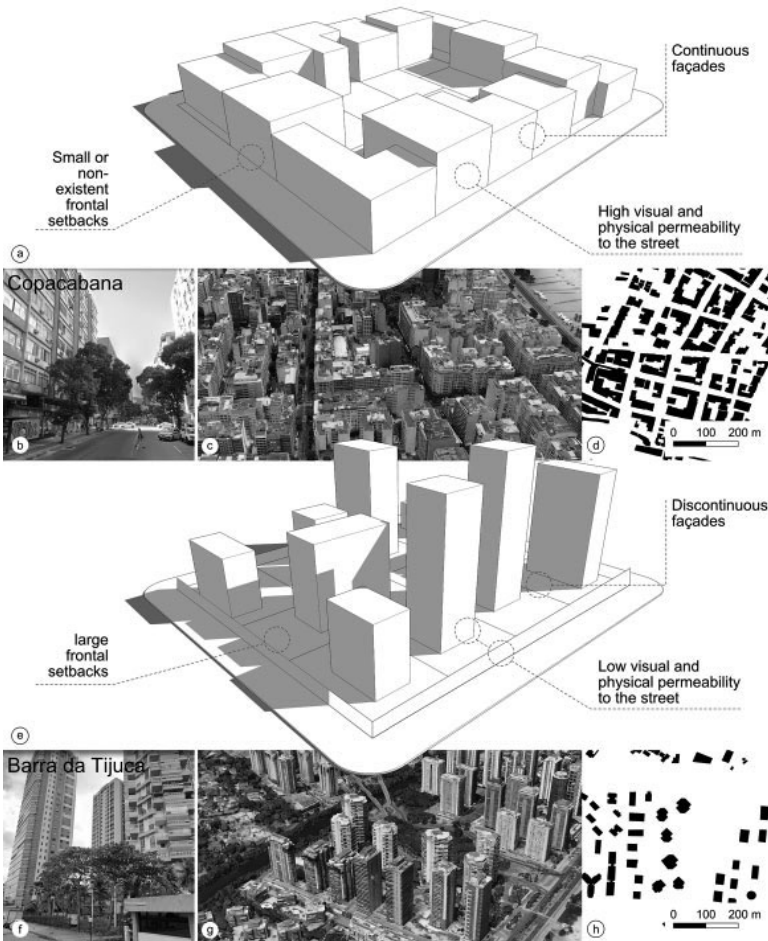 Continuous
façades
Small or
non-
existent
frontal
setbacks
High visual and
physical permeability
to the street
a
Copacabana
b
c
d
0 100 200 m
Discontinuous
façades
large
frontal
setbacks
Low visual and
physical permeability
to the street
e
Barra da Tijuca
f
g
h
0 100 200 m